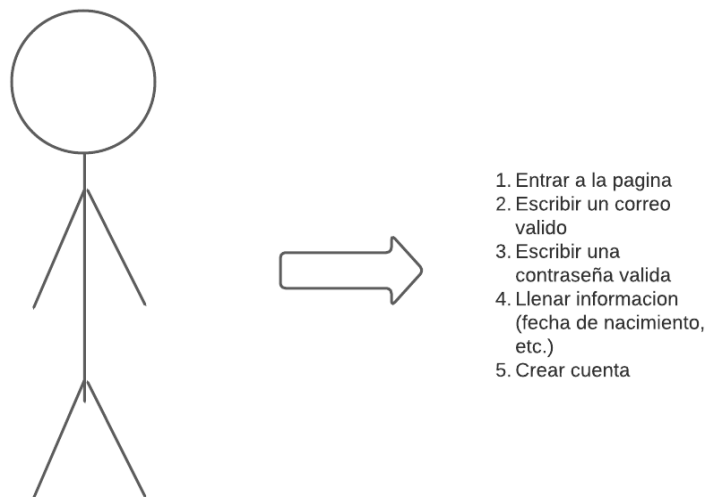 1. Entrar a la pagina
2. Escribir un correo
valido
3. Escribir una
contraseña valida
4. Llenar informacion
(fecha de nacimiento,
etc.)
5. Crear cuenta